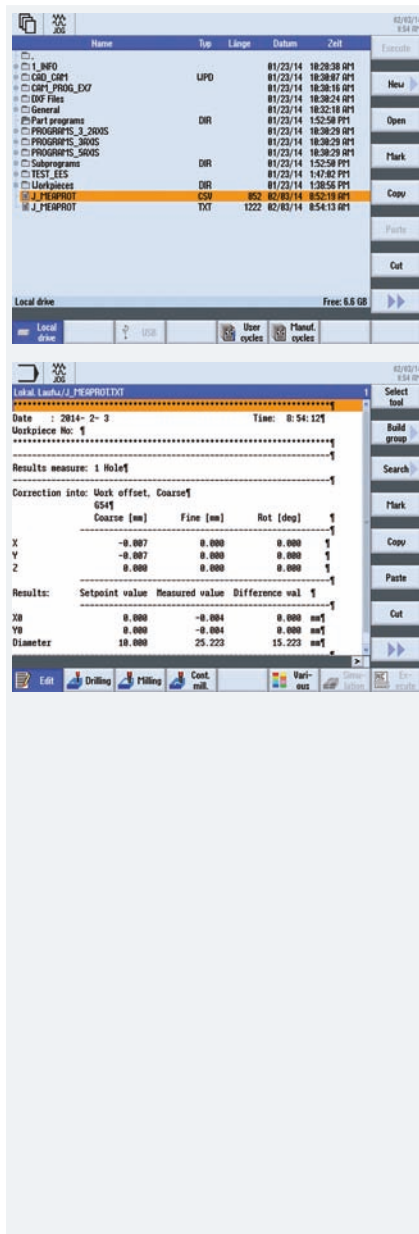 JOG
02/03/14
Name Typ Länge Datum Zeit
Execute
1_INFO 01/23/14 10:28:38 AM
CAD_CAM WPD 01/23/14 10:30:07 AM
New
CAM_PROG_EX7 01/23/14 10:30:16 AM
DXF Files 01/23/14 10:30:24 AM
General 01/23/14 10:32:18 AM
Part programs DIR 01/23/14 1:52:50 PM
Open
PROGRAMS_3_2AXIS 01/23/14 10:30:29 AM
PROGRAMS_3AXIS 01/23/14 10:30:29 AM
PROGRAMS_5AXIS 01/23/14 10:30:29 AM
Mark
Subprograms DIR 01/23/14 1:52:50 PM
TEST_EES 01/23/14 1:47:02 PM
Workpieces DIR 01/23/14 1:38:56 PM
J_MEAPROT CSV 852 02/03/14 8:52:19 AM
Copy
J_MEAPROT TXT 1222 02/03/14 8:54:13 AM
Paste
Cut
Local drive Free: 6.6 GB
Local drive
USB
User cycles
Manuf. cycles
JOG
02/03/14
Lokal. Laufw/J_MEAPROT.TXT 1
Select tool
Date : 2014- 2- 3 Time: 8:54:12¶
Workpiece No: ¶
Build group
Results measure: 1 Hole¶
Search
Correction into: Work offset, Coarse¶
G54¶
Mark
Coarse [mm] Fine [mm] Rot [deg] ¶
X -0.007 0.000 0.000 ¶
Copy
Y -0.007 0.000 0.000 ¶
Z 0.000 0.000 0.000 ¶
Paste
Results: Setpoint value Measured value Difference val ¶
X0 0.000 -0.004 0.000 mm¶
Cut
Y0 0.000 -0.004 0.000 mm¶
Diameter 10.000 25.223 15.223 mm¶
Edit
Drilling
Milling
Cont. mill.
Vari- ous
Simu- lation
NC Ex- ecute